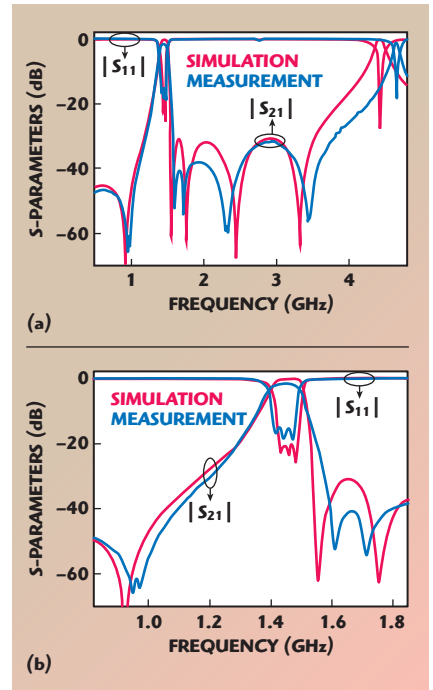 SIMULATION
MEASUREMENT
|S11|
|S21|
0
−20
−40
−60
S-PARAMETERS (dB)
1 2 3 4
FREQUENCY (GHz)
(a)
SIMULATION
MEASUREMENT
|S11|
|S21|
0
−20
−40
−60
S-PARAMETERS (dB)
1.0 1.2 1.4 1.6 1.8
FREQUENCY (GHz)
(b)